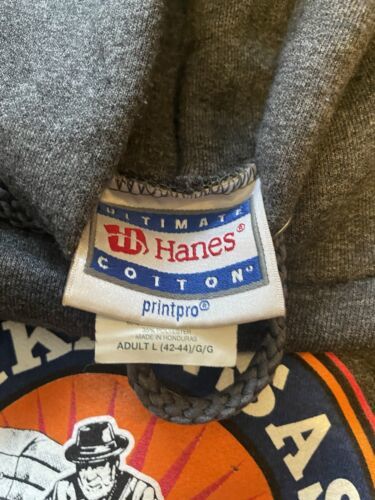 ULTIMATE
Hanes®
COTTON
printpro®
MADE IN HONDURAS
ADULT L (42-44)/G/G